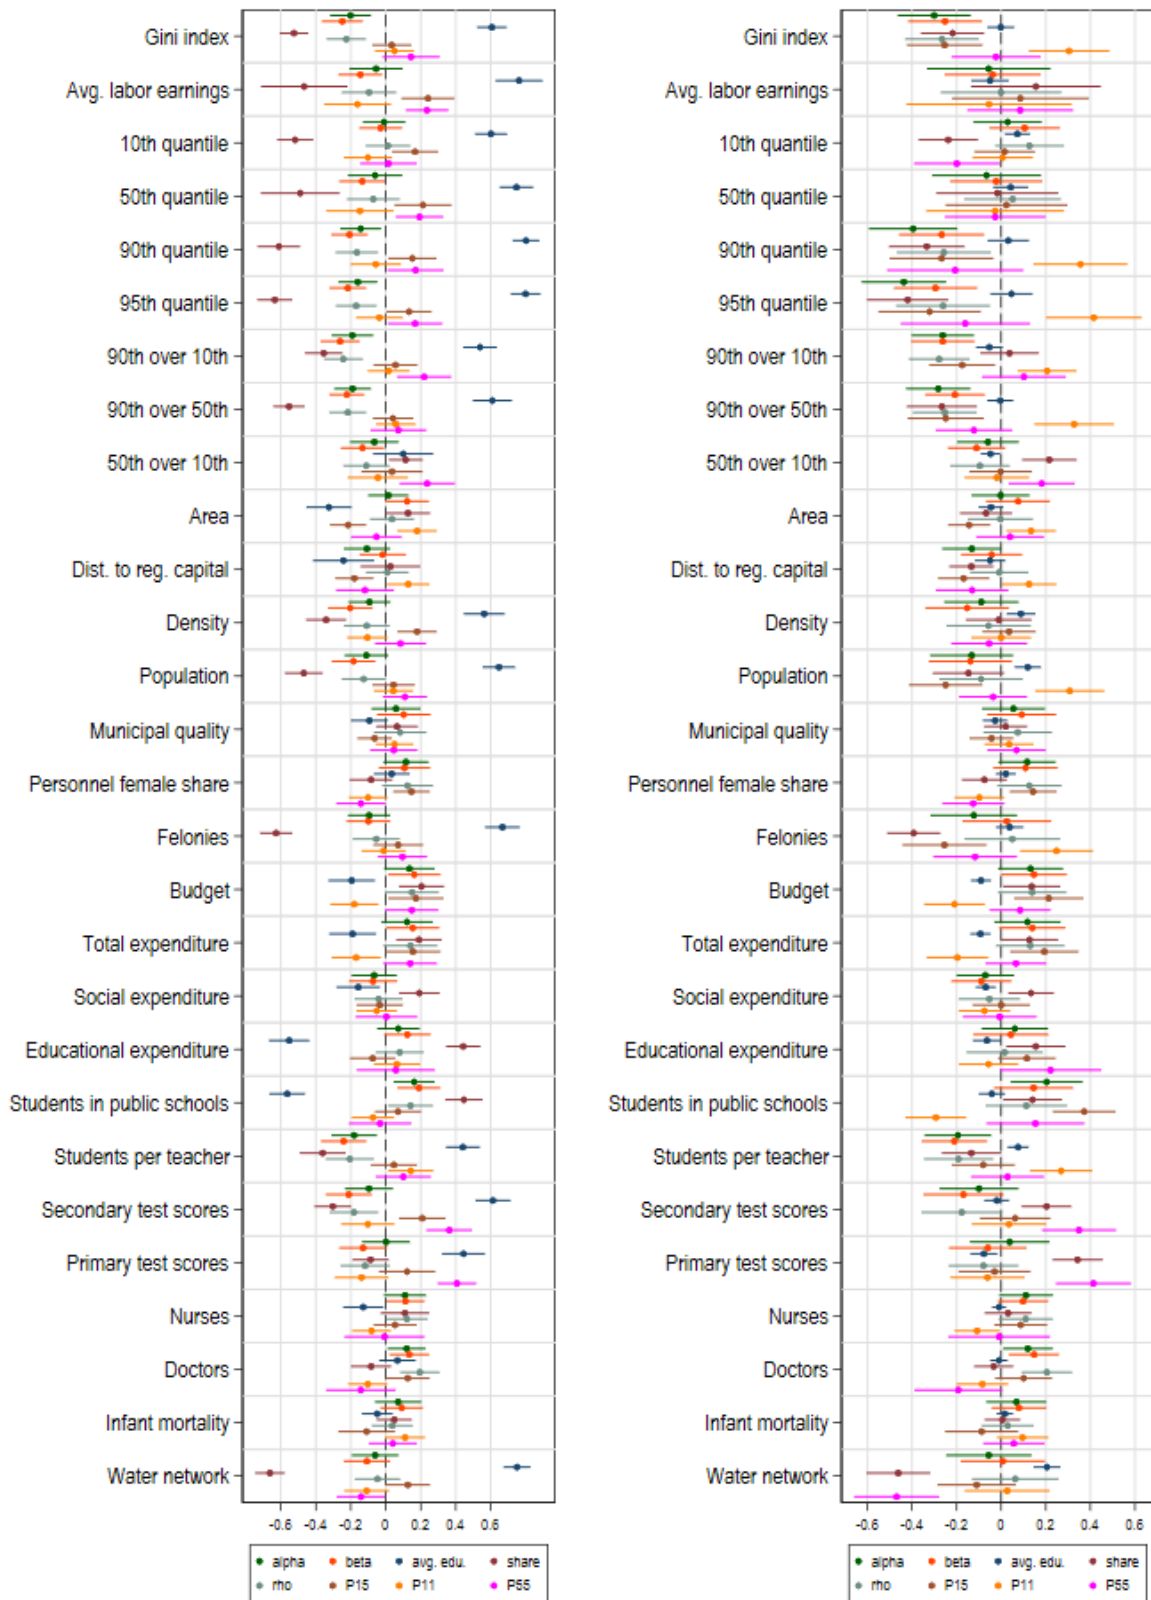 Gini index
Avg. labor earnings
10th quantile
50th quantile
90th quantile
95th quantile
90th over 10th
90th over 50th
50th over 10th
Area
Dist. to reg. capital
Density
Population
Municipal quality
Personnel female share
Felonies
Budget
Total expenditure
Social expenditure
Educational expenditure
Students in public schools
Students per teacher
Secondary test scores
Primary test scores
Nurses
Doctors
Infant mortality
Water network
-0.6 -0.4 -0.2 0 0.2 0.4 0.6
alpha beta avg. edu. share
rho P15 P11 P55
Gini index
Avg. labor earnings
10th quantile
50th quantile
90th quantile
95th quantile
90th over 10th
90th over 50th
50th over 10th
Area
Dist. to reg. capital
Density
Population
Municipal quality
Personnel female share
Felonies
Budget
Total expenditure
Social expenditure
Educational expenditure
Students in public schools
Students per teacher
Secondary test scores
Primary test scores
Nurses
Doctors
Infant mortality
Water network
-0.6 -0.4 -0.2 0 0.2 0.4 0.6
alpha beta avg. edu. share
rho P15 P11 P55